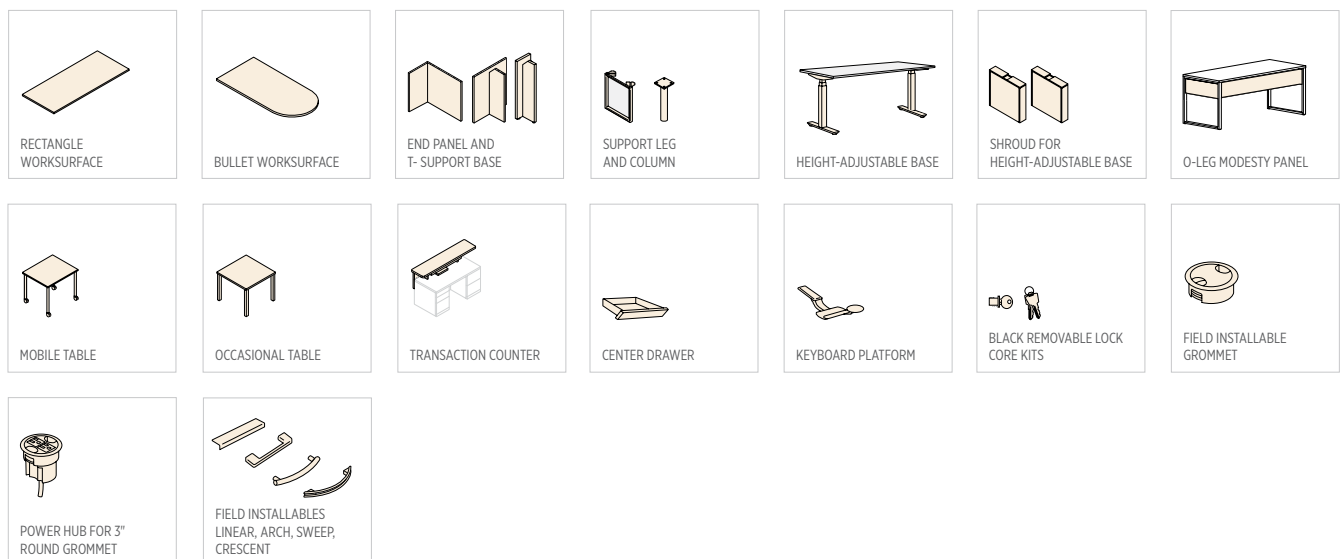 RECTANGLE
WORKSURFACE
BULLET WORKSURFACE
END PANEL AND
T- SUPPORT BASE
SUPPORT LEG
AND COLUMN
HEIGHT-ADJUSTABLE BASE
SHROUD FOR
HEIGHT-ADJUSTABLE BASE
O-LEG MODESTY PANEL
MOBILE TABLE
OCCASIONAL TABLE
TRANSACTION COUNTER
CENTER DRAWER
KEYBOARD PLATFORM
BLACK REMOVABLE LOCK
CORE KITS
FIELD INSTALLABLE
GROMMET
POWER HUB FOR 3"
ROUND GROMMET
FIELD INSTALLABLES
LINEAR, ARCH, SWEEP,
CRESCENT